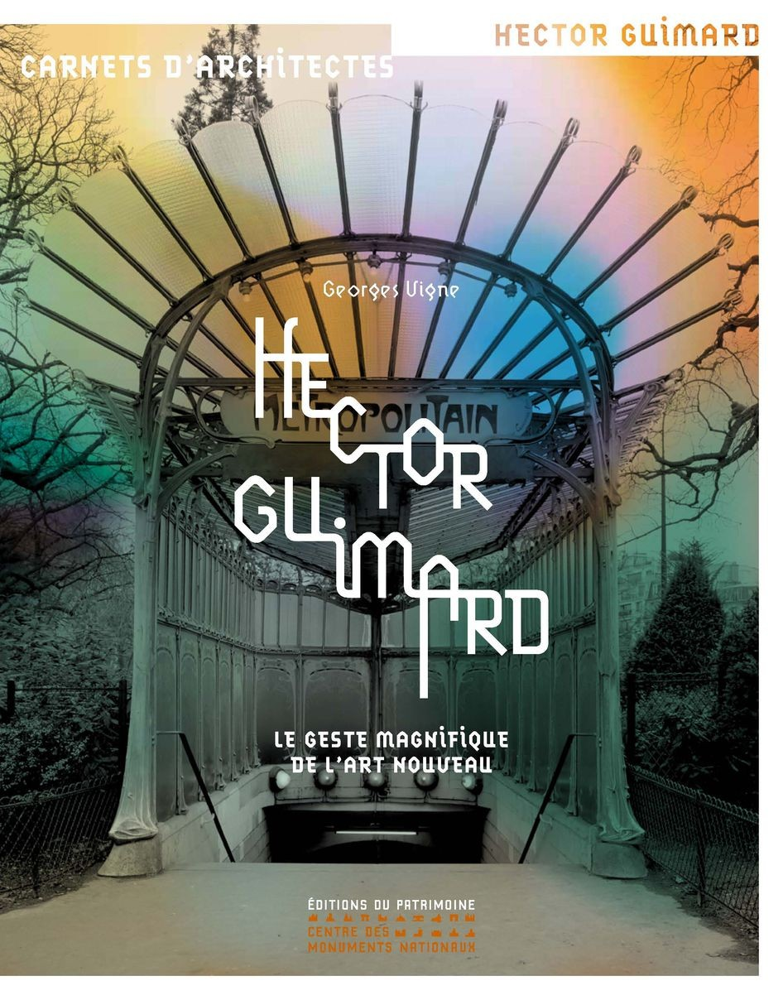 HECTOR GUIMARD
CARNETS D'ARCHITECTES
Georges Vigne
METROPOLITAIN
HECTOR
GUIMARD
LE GESTE MAGNIFIQUE
DE L'ART NOUVEAU
ÉDITIONS DU PATRIMOINE
CENTRE DES
MONUMENTS NATIONAUX